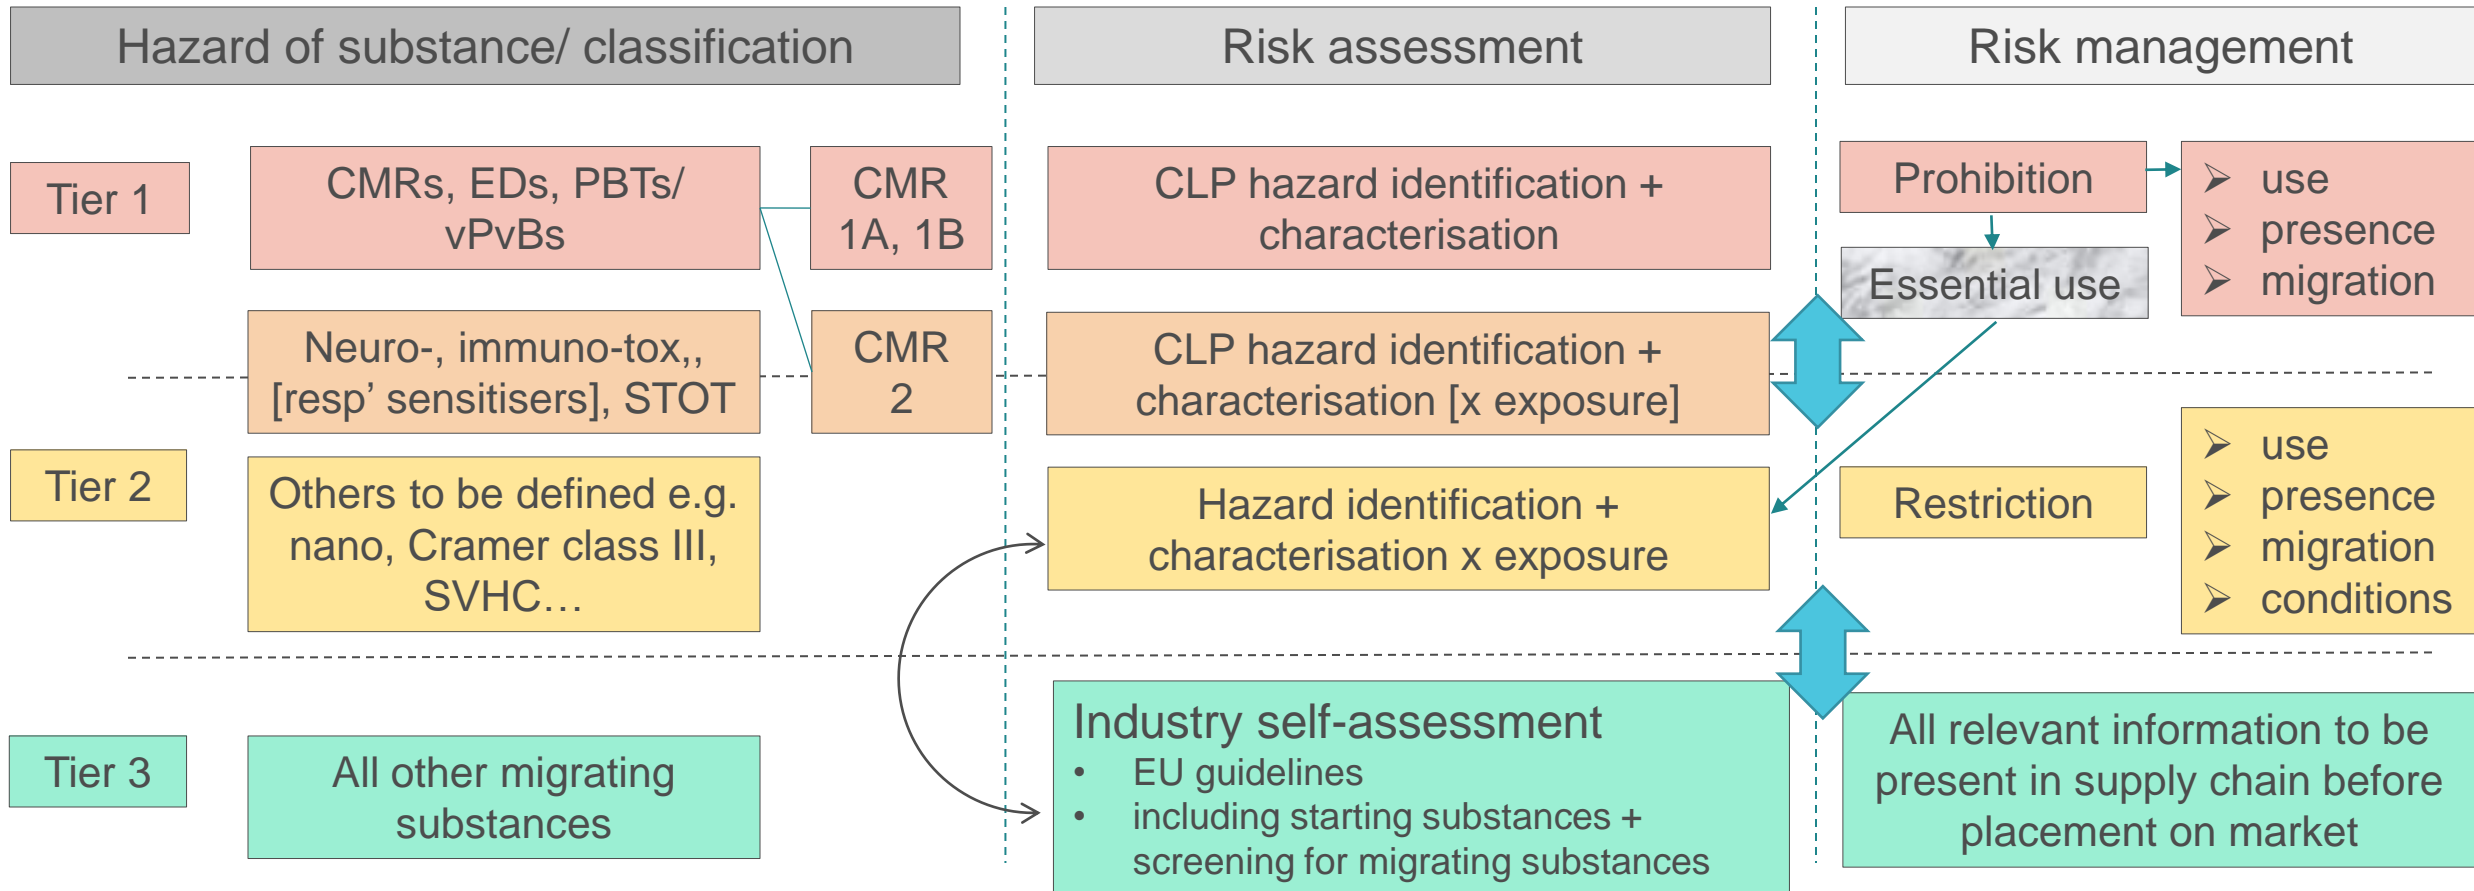 Hazard of substance/ classification
Risk assessment
Risk management
Tier 1
CMRs, EDs, PBTs/
vPvBs
CMR
1A, 1B
CLP hazard identification +
characterisation
Prohibition
➢ use
➢ presence
➢ migration
Essential use
Neuro-, immuno-tox,,
[resp’ sensitisers], STOT
CMR
2
CLP hazard identification +
characterisation [x exposure]
Tier 2
Others to be defined e.g.
nano, Cramer class III,
SVHC…
Hazard identification +
characterisation x exposure
Restriction
➢ use
➢ presence
➢ migration
➢ conditions
Tier 3
All other migrating
substances
Industry self-assessment
• EU guidelines
• including starting substances +
screening for migrating substances
All relevant information to be
present in supply chain before
placement on market